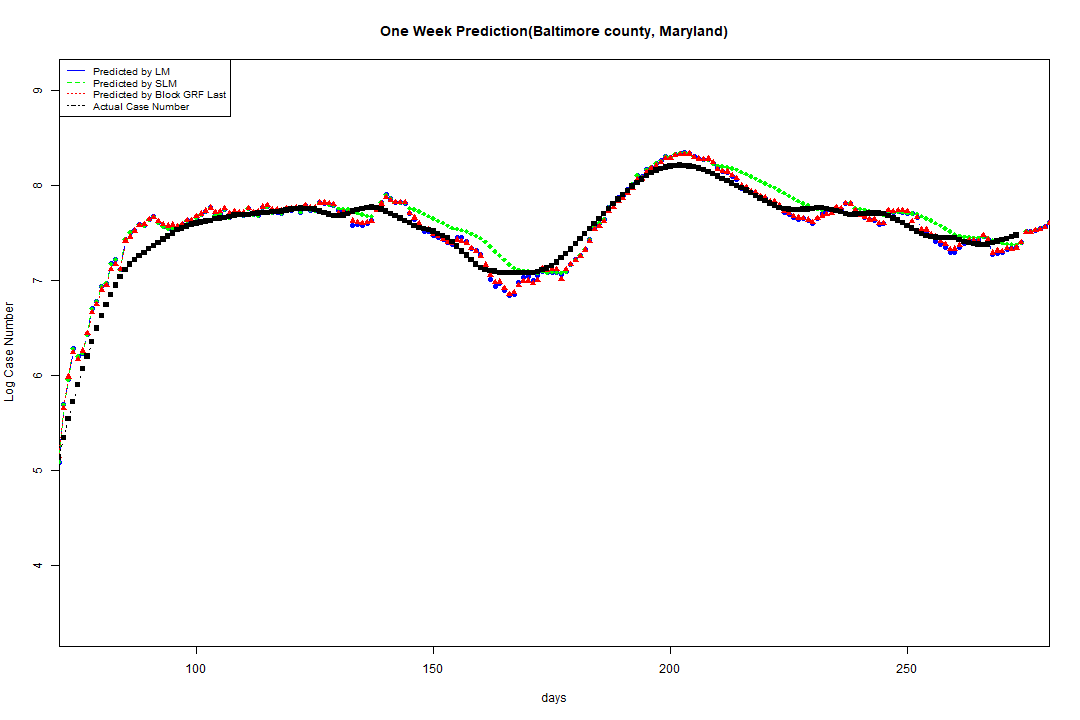 One Week Prediction(Baltimore county, Maryland)
Predicted by LM
Predicted by SLM
Predicted by Block GRF Last
Actual Case Number
9
8
7
6
5
4
Log Case Number
100 150 200 250
days